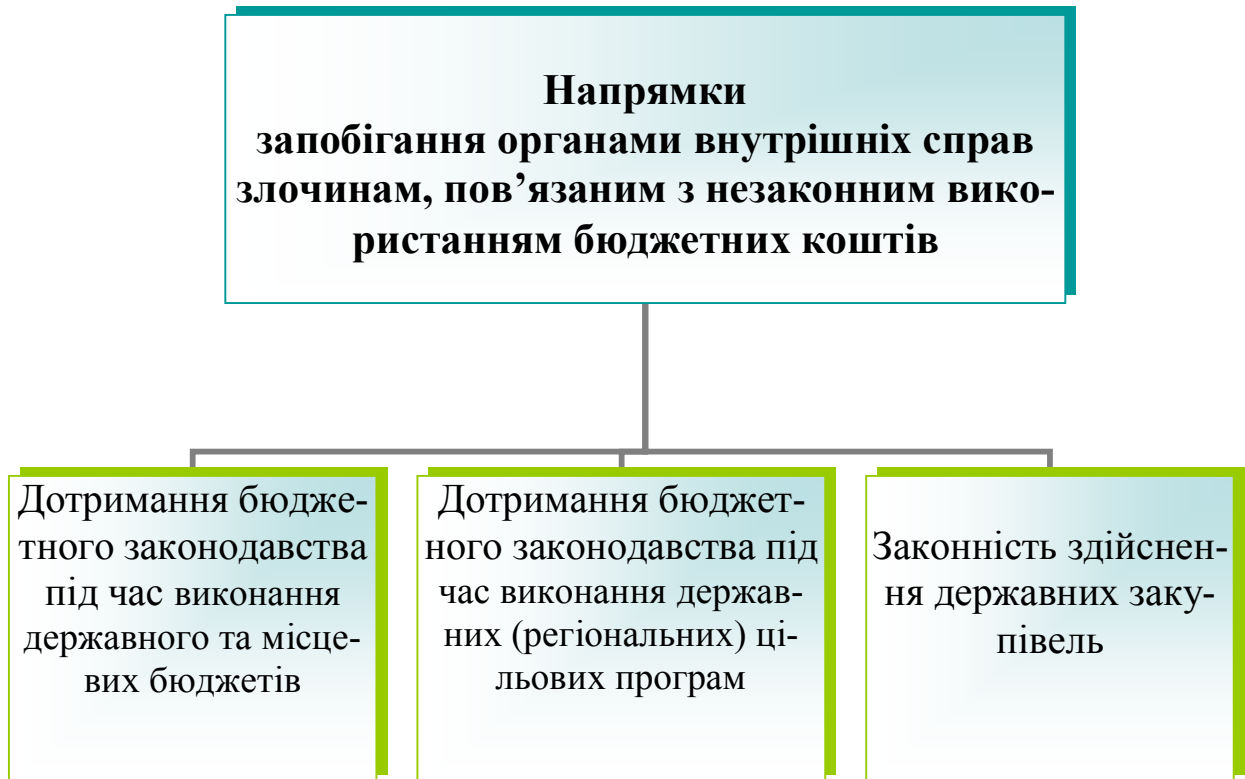 Напрямки
запобігання органами внутрішніх справ
злочинам, пов’язаним з незаконним вико-
ристанням бюджетних коштів
Дотримання бюдже-
тного законодавства
під час виконання
державного та місце-
вих бюджетів
Дотримання бюджет-
ного законодавства під
час виконання держав-
них (регіональних) ці-
льових програм
Законність здійснен-
ня державних заку-
півель